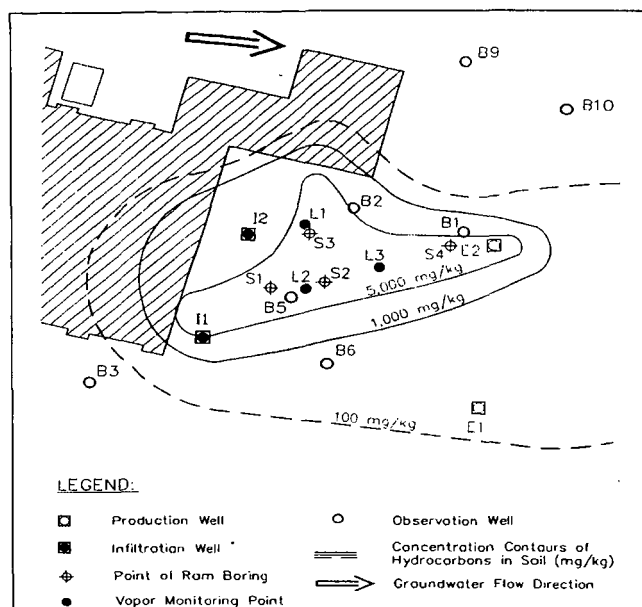 B9
B10
B2
I2
L1
B1
S3
S4 E2
L3
S1 L2 S2
5,000 mg/kg
B5
1,000 mg/kg
I1
B6
B3
100 mg/kg
E1
LEGEND:
Production Well
Infiltration Well
Point of Ram Boring
Vapor Monitoring Point
Observation Well
Concentration Contours of
Hydrocorbons in Soil (mg/kg)
Groundwater Flow Direction